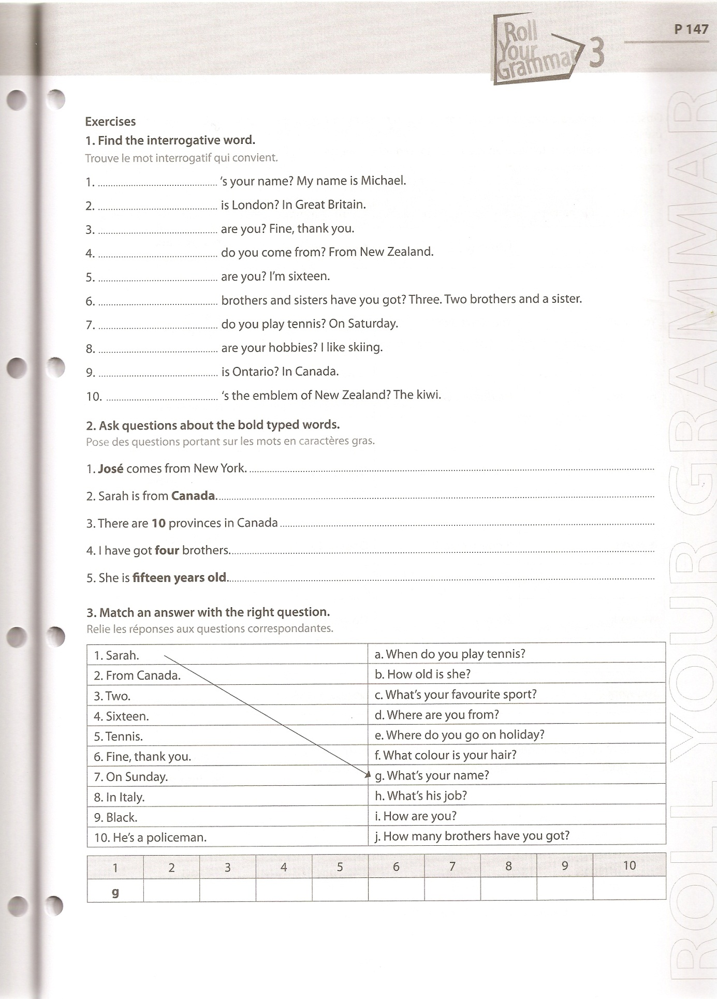 Roll
Your
Grammar 3
P 147
Exercises
1. Find the interrogative word.
Trouve le mot interrogatif qui convient.
1. ........................................ ‘s your name? My name is Michael.
2. ........................................ is London? In Great Britain.
3. ........................................ are you? Fine, thank you.
4. ........................................ do you come from? From New Zealand.
5. ........................................ are you? I’m sixteen.
6. ........................................ brothers and sisters have you got? Three. Two brothers and a sister.
7. ........................................ do you play tennis? On Saturday.
8. ........................................ are your hobbies? I like skiing.
9. ........................................ is Ontario? In Canada.
10. ...................................... ‘s the emblem of New Zealand? The kiwi.
2. Ask questions about the bold typed words.
Pose des questions portant sur les mots en caractères gras.
1. José comes from New York. ........................................
2. Sarah is from Canada. ........................................
3. There are 10 provinces in Canada ........................................
4. I have got four brothers. ........................................
5. She is fifteen years old. ........................................
3. Match an answer with the right question.
Relie les réponses aux questions correspondantes.
1. Sarah. a. When do you play tennis?
2. From Canada. b. How old is she?
3. Two. c. What’s your favourite sport?
4. Sixteen. d. Where are you from?
5. Tennis. e. Where do you go on holiday?
6. Fine, thank you. f. What colour is your hair?
7. On Sunday. g. What’s your name?
8. In Italy. h. What’s his job?
9. Black. i. How are you?
10. He’s a policeman. j. How many brothers have you got?
1 2 3 4 5 6 7 8 9 10
g
ROLL YOUR GRAMMAR